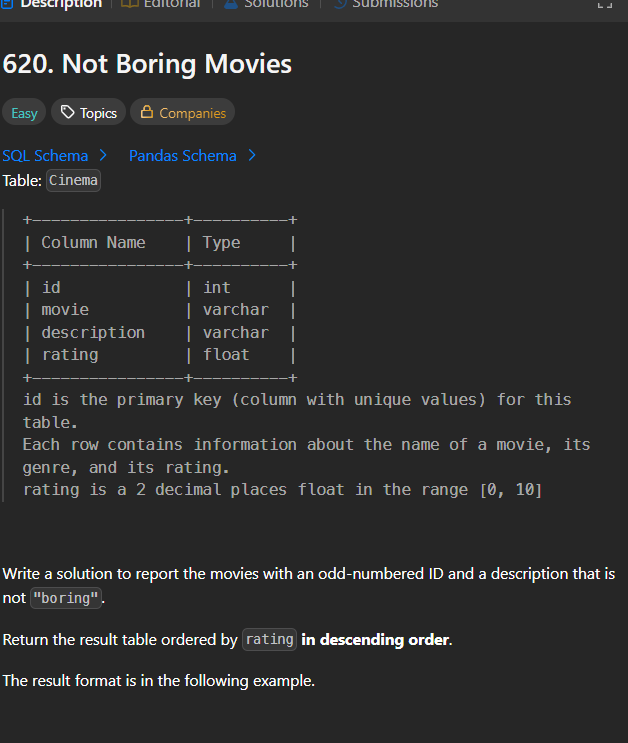 Description | Editorial | Solutions | Submissions
620. Not Boring Movies
Easy Topics Companies
SQL Schema > Pandas Schema >
Table: Cinema
+----------------+----------+
| Column Name    | Type     |
+----------------+----------+
| id             | int      |
| movie          | varchar  |
| description    | varchar  |
| rating         | float    |
+----------------+----------+
id is the primary key (column with unique values) for this
table.
Each row contains information about the name of a movie, its
genre, and its rating.
rating is a 2 decimal places float in the range [0, 10]
Write a solution to report the movies with an odd-numbered ID and a description that is
not "boring".
Return the result table ordered by rating in descending order.
The result format is in the following example.